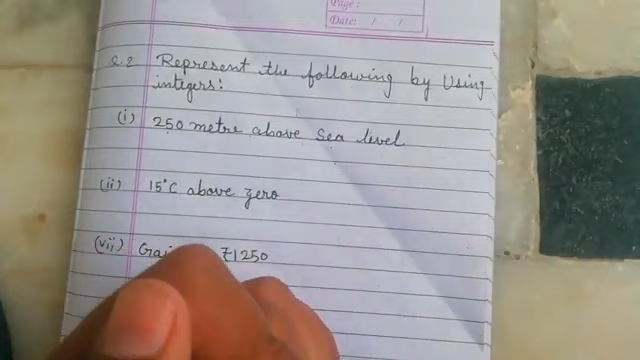 Page:
Date: / /
Q.2 Represent the following by Using
integers:
(i) 250 metre above Sea level
(ii) 15°C above zero
(vii) ₹1250